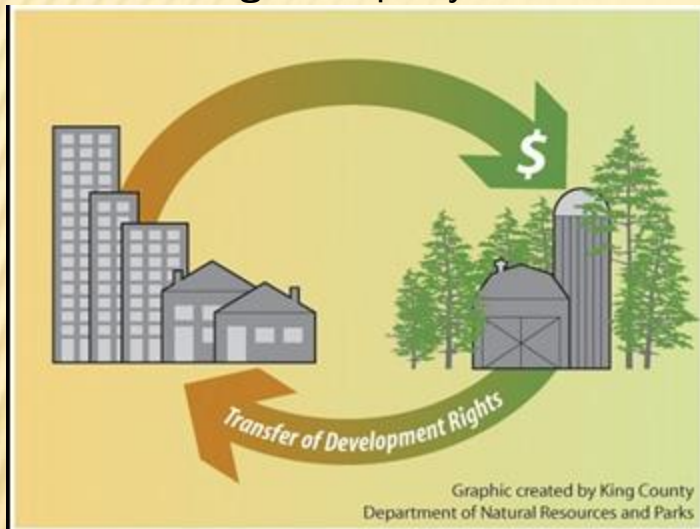 $
Transfer of Development Rights
Graphic created by King County
Department of Natural Resources and Parks